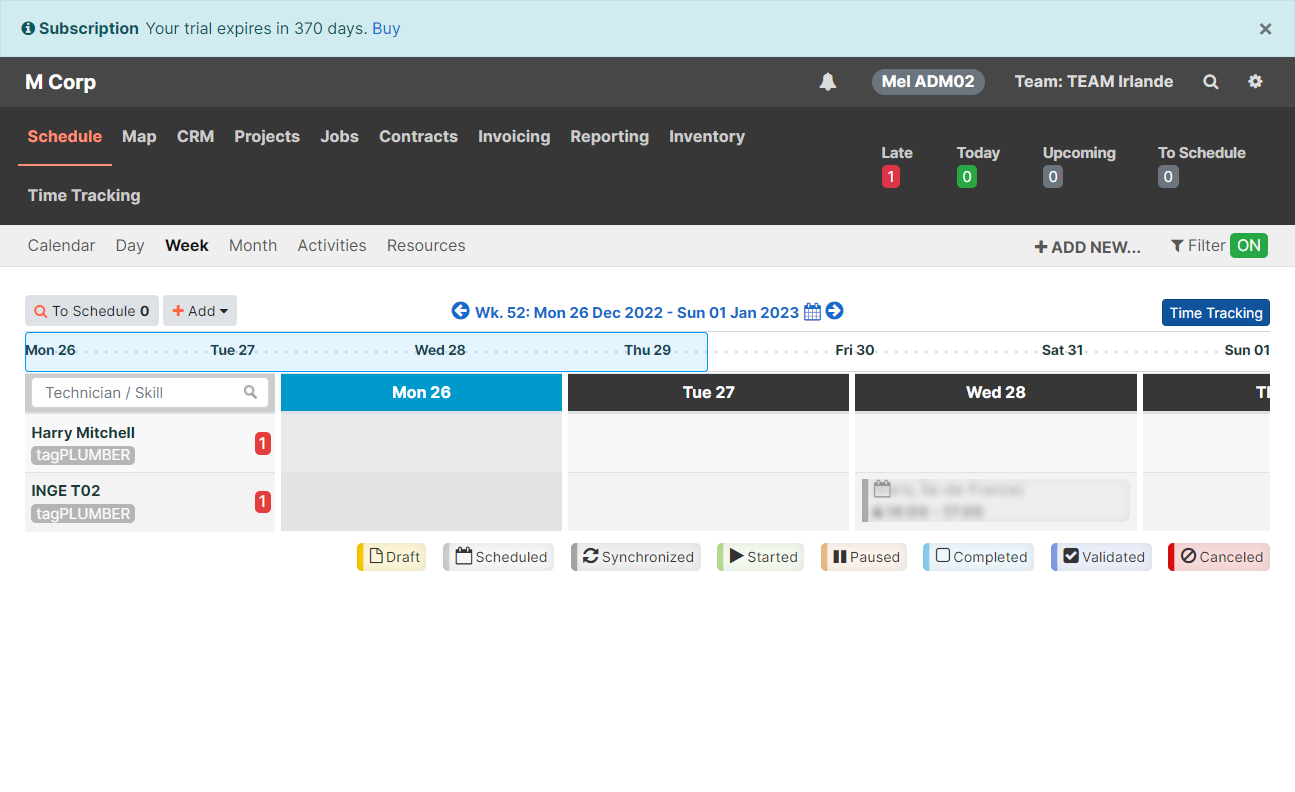 Subscription Your trial expires in 370 days. Buy ×
M Corp
Mel ADM02
Team: TEAM Irlande
Schedule Map CRM Projects Jobs Contracts Invoicing Reporting Inventory
Time Tracking
Late Today Upcoming To Schedule
1 0 0 0
Calendar Day Week Month Activities Resources
ADD NEW...
Filter ON
To Schedule 0
Add
Wk. 52: Mon 26 Dec 2022 - Sun 01 Jan 2023
Time Tracking
Mon 26 Tue 27 Wed 28 Thu 29 Fri 30 Sat 31 Sun 01
Technician / Skill
Mon 26 Tue 27 Wed 28
Harry Mitchell
tagPLUMBER
1
INGE T02
tagPLUMBER
1
Draft Scheduled Synchronized Started Paused Completed Validated Canceled